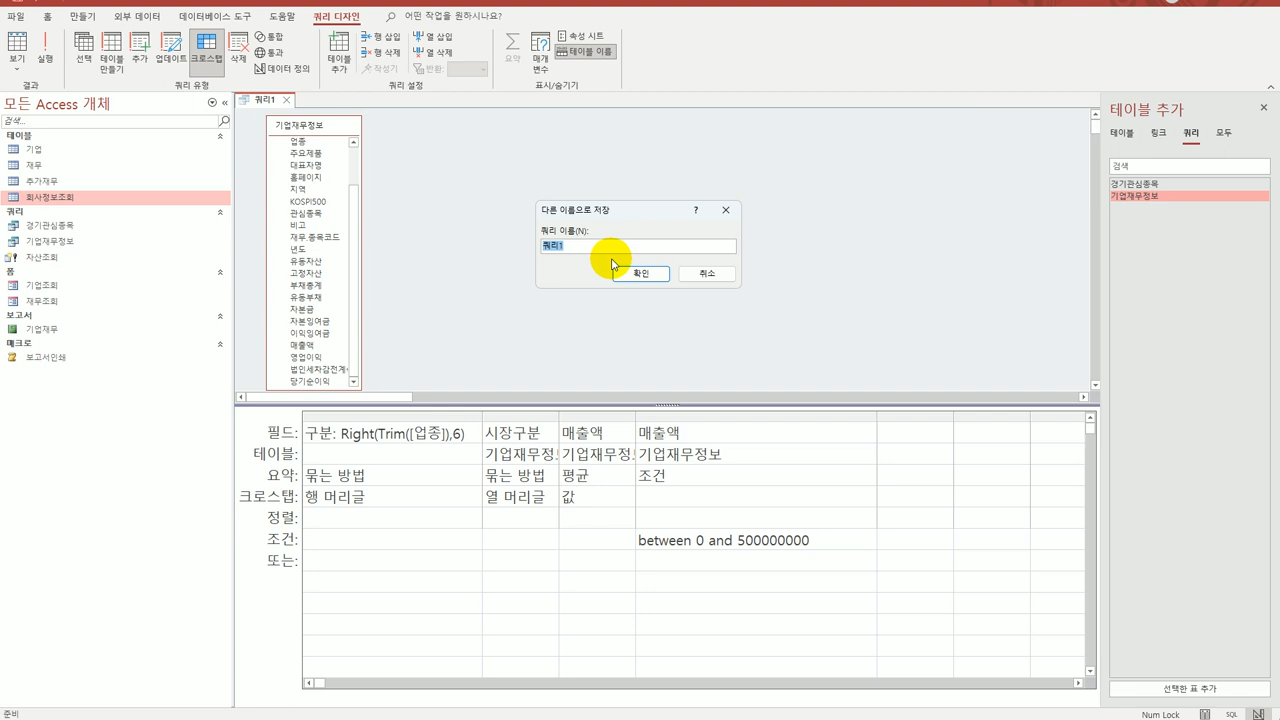 파일 홈 만들기 외부 데이터 데이터베이스 도구 도움말 쿼리 디자인 어떤 작업을 원하시나요?
보기 실행 선택 테이블 만들기 추가 업데이트 크로스탭 삭제 통합 통과 데이터 정의 테이블 추가 행 삽입 행 삭제 작성기 열 삽입 열 삭제 반환: 요약 매개 변수 속성 시트 테이블 이름
결과 쿼리 유형 쿼리 설정 표시/숨기기
모든 Access 개체
검색...
테이블
기업
재무
추가재무
회사정보조회
쿼리
경기관심종목
기업재무정보
자산조회
폼
기업조회
재무조회
보고서
기업재무
매크로
보고서인쇄
쿼리1
기업재무정보
업종
주요제품
대표자명
홈페이지
지역
KOSPI500
관심종목
비고
재무.종목코드
년도
유동자산
고정자산
부채총계
유동부채
자본금
자본잉여금
이익잉여금
매출액
영업이익
법인세차감전계
당기순이익
다른 이름으로 저장 ?
쿼리 이름(N):
쿼리1
확인 취소
필드: 구분: Right(Trim([업종]),6) 시장구분 매출액 매출액
테이블: 기업재무정보 기업재무정보 기업재무정보
요약: 묶는 방법 묶는 방법 평균 조건
크로스탭: 행 머리글 열 머리글 값
정렬:
조건: between 0 and 500000000
또는:
테이블 추가
테이블 링크 쿼리 모두
검색
경기관심종목
기업재무정보
선택한 표 추가
준비 Num Lock SQL